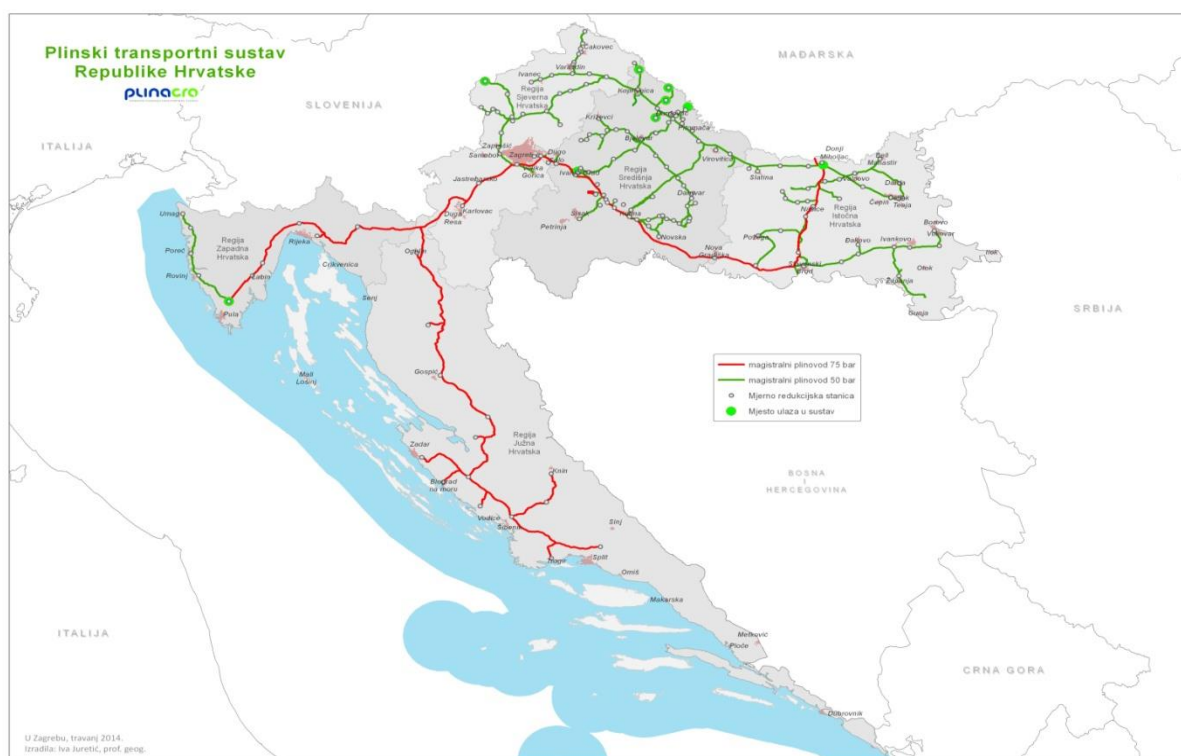 Plinski transportni sustav
Republike Hrvatske
plinacro
MAĐARSKA
SLOVENIJA
ITALIJA
Čakovec
Varaždin
Ivanec
Regija
Sjeverna
Hrvatska
Koprivnica
Križevci
Pitomača
Bjelovar
Virovitica
Zaprešić
Samobor
Zagreb
Dugo
Selo
Velika
Gorica
Ivanić Grad
Regija
Središnja
Hrvatska
Daruvar
Slatina
Donji
Miholjac
Beli
Manastir
Valpovo
Darda
Čepin
Tenja
Našice
Regija
Istočna
Hrvatska
Borovo
Vukovar
Jastrebarsko
Karlovac
Duga
Resa
Sisak
Petrinja
Kutina
Novska
Nova
Gradiška
Požega
Slavonski
Brod
Đakovo
Ivankovo
Ilok
Otok
Županja
Gunja
SRBIJA
Umag
Poreč
Rovinj
Regija
Zapadna
Hrvatska
Labin
Pula
Rijeka
Crikvenica
Ogulin
Senj
Mali
Lošinj
Gospić
magistralni plinovod 75 bar
magistralni plinovod 50 bar
Mjerno redukcijska stanica
Mjesto ulaza u sustav
Zadar
Biograd
na moru
Regija
Južna
Hrvatska
Knin
Vodice
Šibenik
Sinj
Trogir
Split
Omiš
Makarska
BOSNA
I
HERCEGOVINA
Metković
Ploče
Dubrovnik
CRNA GORA
ITALIJA
U Zagrebu, travanj 2014.
Izradila: Iva Juretić, prof. geog.